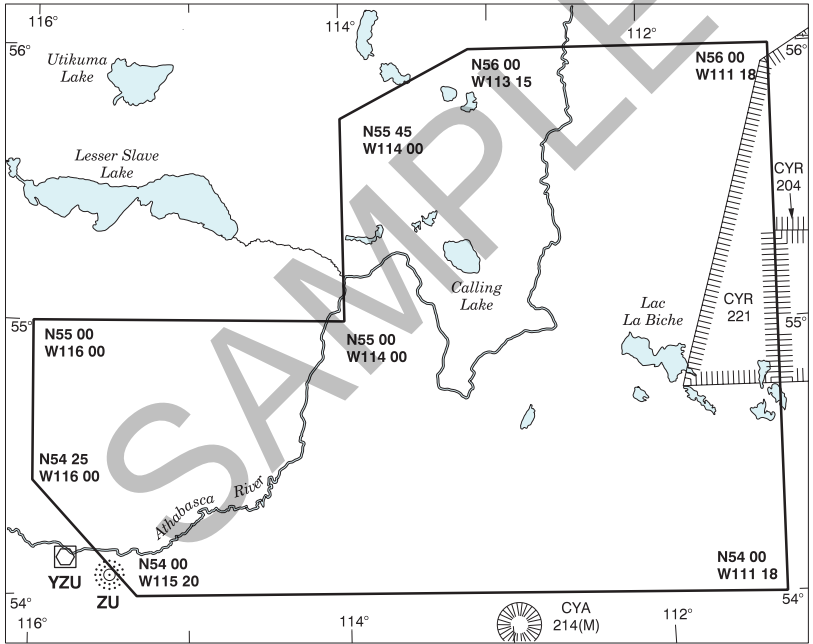 116°
114°
112°
56°
56°
Utikuma
Lake
N56 00
W113 15
N56 00
W111 18
N55 45
W114 00
Lesser Slave
Lake
CYR
204
Calling
Lake
Lac
La Biche
CYR
221
55°
55°
N55 00
W116 00
N55 00
W114 00
N54 25
W116 00
Athabasca River
N54 00
W115 20
N54 00
W111 18
YZU
ZU
54°
54°
CYA
214(M)
116°
114°
112°
SAMPLE